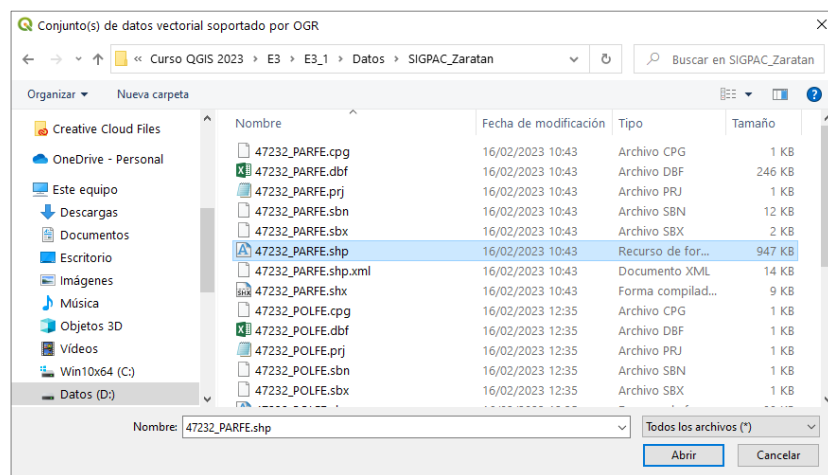 Conjunto(s) de datos vectorial soportado por OGR
« Curso QGIS 2023 > E3 > E3_1 > Datos > SIGPAC_Zaratan
Buscar en SIGPAC_Zaratan
Organizar Nueva carpeta
Creative Cloud Files
OneDrive - Personal
Este equipo
Descargas
Documentos
Escritorio
Imágenes
Música
Objetos 3D
Vídeos
Win10x64 (C:)
Datos (D:)
Nombre Fecha de modificación Tipo Tamaño
47232_PARFE.cpg 16/02/2023 10:43 Archivo CPG 1 KB
47232_PARFE.dbf 16/02/2023 10:43 Archivo DBF 246 KB
47232_PARFE.prj 16/02/2023 10:43 Archivo PRJ 1 KB
47232_PARFE.sbn 16/02/2023 10:43 Archivo SBN 12 KB
47232_PARFE.sbx 16/02/2023 10:43 Archivo SBX 2 KB
47232_PARFE.shp 16/02/2023 10:43 Recurso de for... 947 KB
47232_PARFE.shp.xml 16/02/2023 10:43 Documento XML 14 KB
47232_PARFE.shx 16/02/2023 10:43 Forma compilad... 9 KB
47232_POLFE.cpg 16/02/2023 12:35 Archivo CPG 1 KB
47232_POLFE.dbf 16/02/2023 12:35 Archivo DBF 1 KB
47232_POLFE.prj 16/02/2023 12:35 Archivo PRJ 1 KB
47232_POLFE.sbn 16/02/2023 12:35 Archivo SBN 1 KB
47232_POLFE.sbx 16/02/2023 12:35 Archivo SBX 1 KB
Nombre: 47232_PARFE.shp
Todos los archivos (*)
Abrir Cancelar